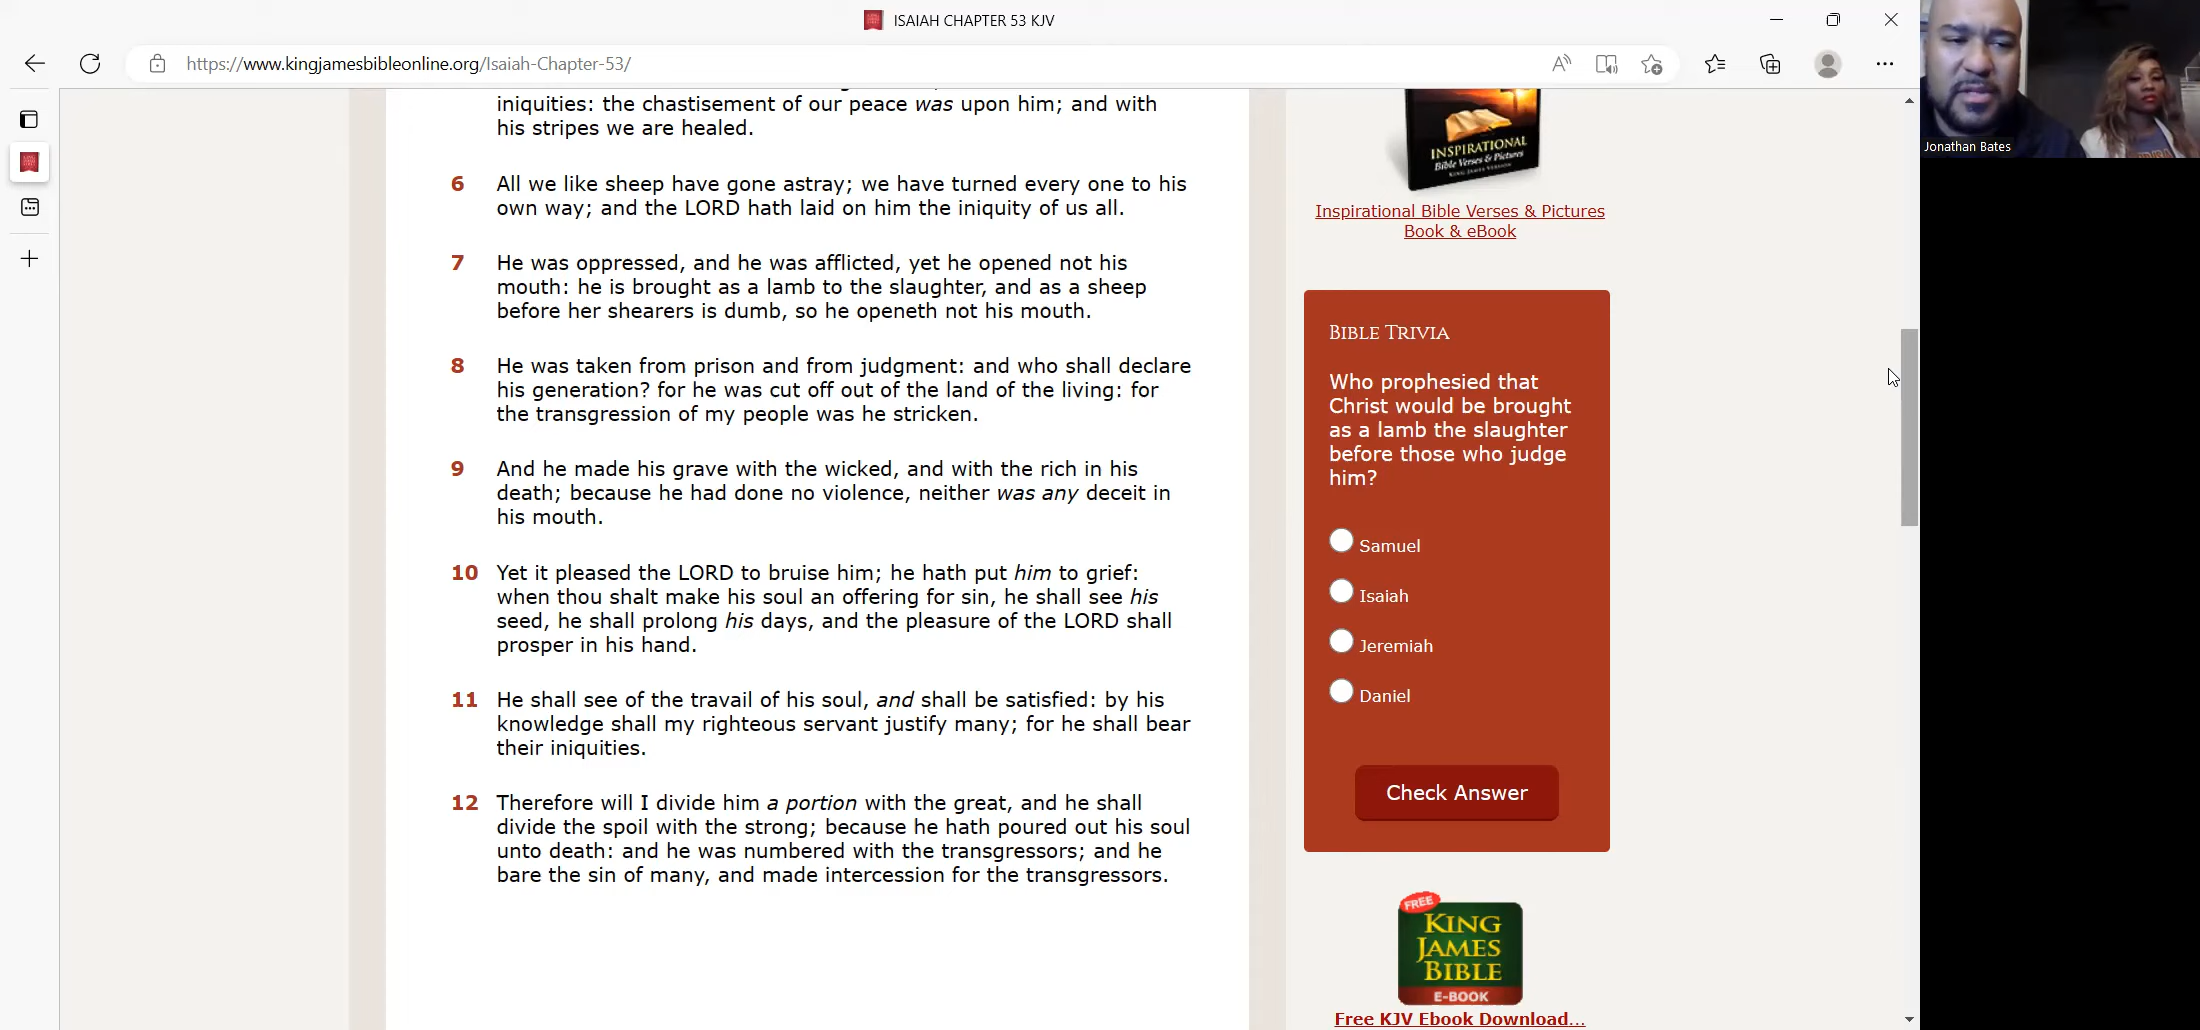 ISAIAH CHAPTER 53 KJV
https://www.kingjamesbibleonline.org/Isaiah-Chapter-53/
Jonathan Bates
iniquities: the chastisement of our peace was upon him; and with
his stripes we are healed.
6 All we like sheep have gone astray; we have turned every one to his
own way; and the LORD hath laid on him the iniquity of us all.
7 He was oppressed, and he was afflicted, yet he opened not his
mouth: he is brought as a lamb to the slaughter, and as a sheep
before her shearers is dumb, so he openeth not his mouth.
8 He was taken from prison and from judgment: and who shall declare
his generation? for he was cut off out of the land of the living: for
the transgression of my people was he stricken.
9 And he made his grave with the wicked, and with the rich in his
death; because he had done no violence, neither was any deceit in
his mouth.
10 Yet it pleased the LORD to bruise him; he hath put him to grief:
when thou shalt make his soul an offering for sin, he shall see his
seed, he shall prolong his days, and the pleasure of the LORD shall
prosper in his hand.
11 He shall see of the travail of his soul, and shall be satisfied: by his
knowledge shall my righteous servant justify many; for he shall bear
their iniquities.
12 Therefore will I divide him a portion with the great, and he shall
divide the spoil with the strong; because he hath poured out his soul
unto death: and he was numbered with the transgressors; and he
bare the sin of many, and made intercession for the transgressors.
INSPIRATIONAL
Bible Verses & Pictures
KING JAMES VERSION
Inspirational Bible Verses & Pictures
Book & eBook
BIBLE TRIVIA
Who prophesied that
Christ would be brought
as a lamb the slaughter
before those who judge
him?
Samuel
Isaiah
Jeremiah
Daniel
Check Answer
FREE
KING
JAMES
BIBLE
E-BOOK
Free KJV Ebook Download...